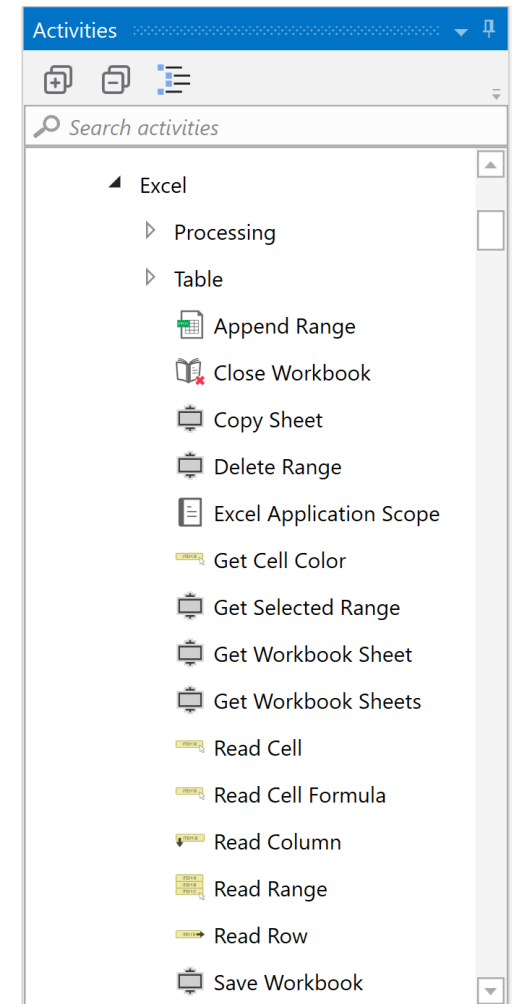 Activities
Search activities
Excel
Processing
Table
Append Range
Close Workbook
Copy Sheet
Delete Range
Excel Application Scope
Get Cell Color
Get Selected Range
Get Workbook Sheet
Get Workbook Sheets
Read Cell
Read Cell Formula
Read Column
Read Range
Read Row
Save Workbook